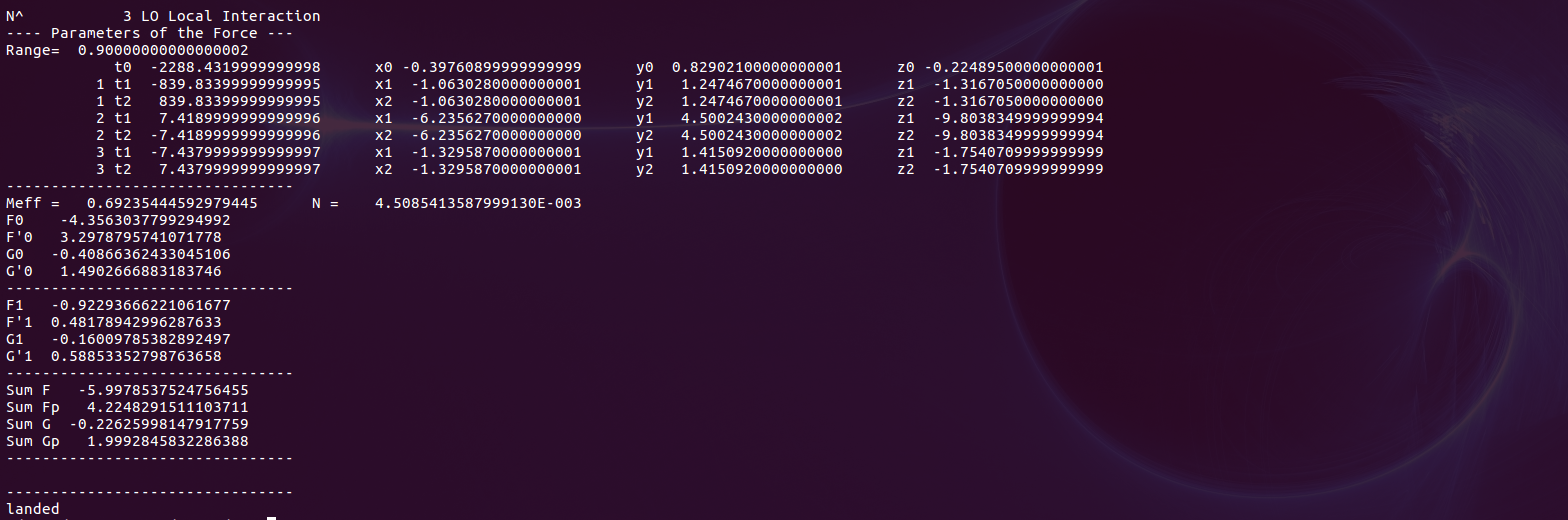 N^           3 LO Local Interaction
---- Parameters of the Force ---
Range=  0.90000000000000002
            t0  -2288.4319999999998      x0 -0.39760899999999999      y0  0.82902100000000001      z0 -0.22489500000000001
          1 t1  -839.83399999999995      x1  -1.0630280000000001      y1   1.2474670000000001      z1  -1.3167050000000000
          1 t2   839.83399999999995      x2  -1.0630280000000001      y2   1.2474670000000001      z2  -1.3167050000000000
          2 t1   7.4189999999999996      x1  -6.2356270000000000      y1   4.5002430000000002      z1  -9.8038349999999994
          2 t2  -7.4189999999999996      x2  -6.2356270000000000      y2   4.5002430000000002      z2  -9.8038349999999994
          3 t1  -7.4379999999999997      x1  -1.3295870000000001      y1   1.4150920000000000      z1  -1.7540709999999999
          3 t2   7.4379999999999997      x2  -1.3295870000000001      y2   1.4150920000000000      z2  -1.7540709999999999
--------------------------------
Meff =   0.69235444592979445      N =    4.5085413587999130E-003
F0    -4.3563037799294992
F'0   3.2978795741071778
G0   -0.40866362433045106
G'0   1.4902666883183746
--------------------------------
F1   -0.92293666221061677
F'1  0.48178942996287633
G1   -0.16009785382892497
G'1  0.58853352798763658
--------------------------------
Sum F   -5.9978537524756455
Sum Fp   4.2248291511103711
Sum G  -0.22625998147917759
Sum Gp   1.9992845832286388
--------------------------------
--------------------------------
landed